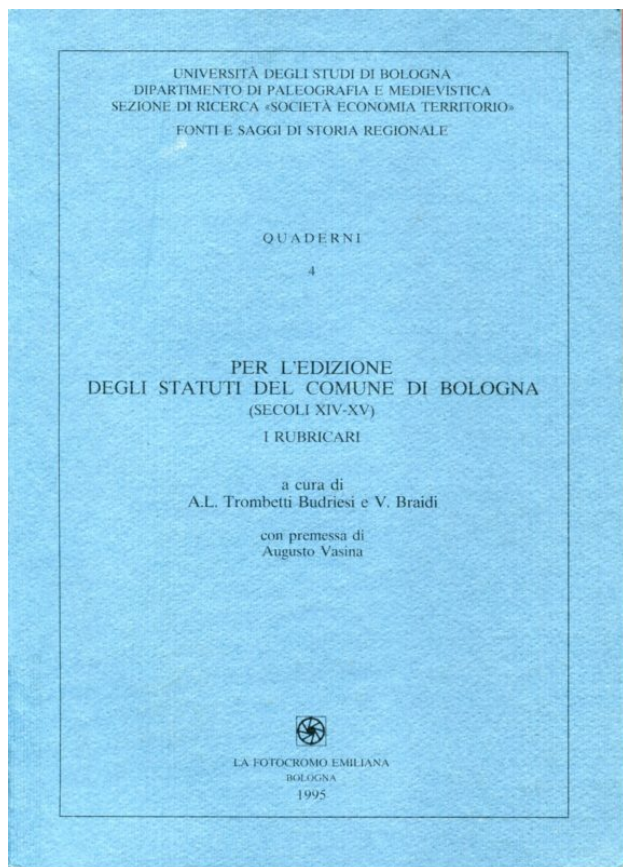 UNIVERSITÀ DEGLI STUDI DI BOLOGNA
DIPARTIMENTO DI PALEOGRAFIA E MEDIEVISTICA
SEZIONE DI RICERCA «SOCIETÀ ECONOMIA TERRITORIO»
FONTI E SAGGI DI STORIA REGIONALE
QUADERNI
4
PER L'EDIZIONE
DEGLI STATUTI DEL COMUNE DI BOLOGNA
(SECOLI XIV-XV)
I RUBRICARI
a cura di
A.L. Trombetti Budriesi e V. Braidi
con premessa di
Augusto Vasina
LA FOTOCROMO EMILIANA
BOLOGNA
1995